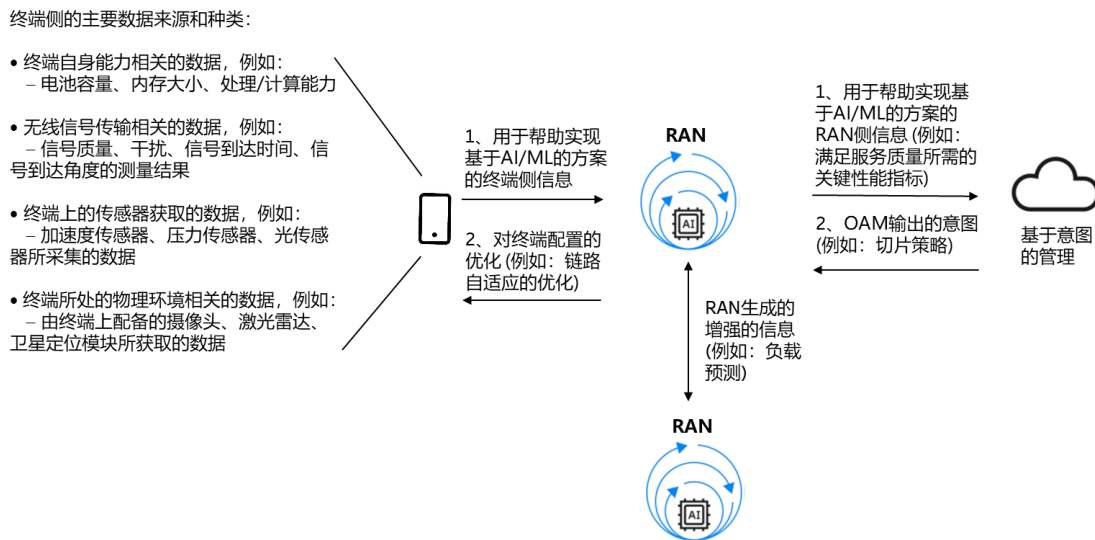 终端侧的主要数据来源和种类：
• 终端自身能力相关的数据，例如：
– 电池容量、内存大小、处理/计算能力
• 无线信号传输相关的数据，例如：
– 信号质量、干扰、信号到达时间、信
号到达角度的测量结果
• 终端上的传感器获取的数据，例如：
– 加速度传感器、压力传感器、光传感
器所采集的数据
• 终端所处的物理环境相关的数据，例如：
– 由终端上配备的摄像头、激光雷达、
卫星定位模块所获取的数据
1、用于帮助实现
基于AI/ML的方案
的终端侧信息
2、对终端配置的
优化 (例如：链路
自适应的优化)
RAN
AI
1、用于帮助实现基
于AI/ML的方案的
RAN侧信息 (例如：
满足服务质量所需的
关键性能指标)
2、OAM输出的意图
(例如：切片策略)
基于意图
的管理
RAN生成的
增强的信息
(例如：负载
预测)
RAN
AI